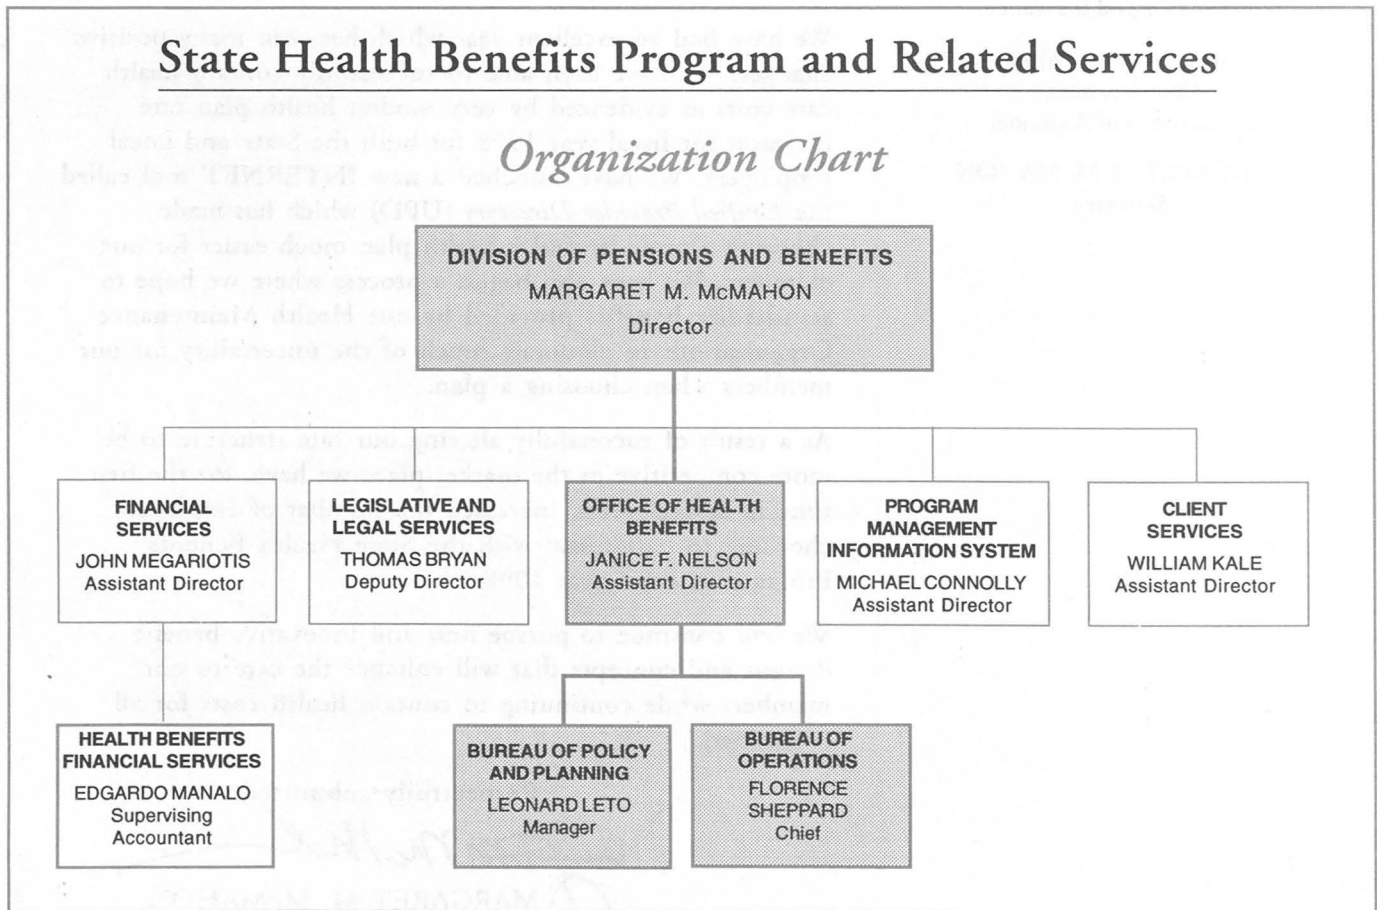 State Health Benefits Program and Related Services
Organization Chart
DIVISION OF PENSIONS AND BENEFITS
MARGARET M. McMAHON
Director
FINANCIAL
SERVICES
JOHN MEGARIOTIS
Assistant Director
LEGISLATIVE AND
LEGAL SERVICES
THOMAS BRYAN
Deputy Director
OFFICE OF HEALTH
BENEFITS
JANICE F. NELSON
Assistant Director
PROGRAM
MANAGEMENT
INFORMATION SYSTEM
MICHAEL CONNOLLY
Assistant Director
CLIENT
SERVICES
WILLIAM KALE
Assistant Director
HEALTH BENEFITS
FINANCIAL SERVICES
EDGARDO MANALO
Supervising
Accountant
BUREAU OF POLICY
AND PLANNING
LEONARD LETO
Manager
BUREAU OF
OPERATIONS
FLORENCE
SHEPPARD
Chief